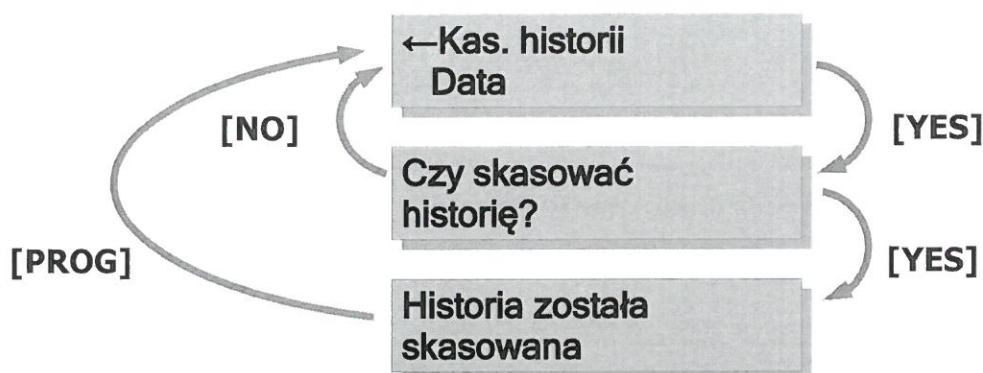 ←Kas. historii
Data
[NO]
[YES]
Czy skasować
historię?
[PROG]
[YES]
Historia została
skasowana